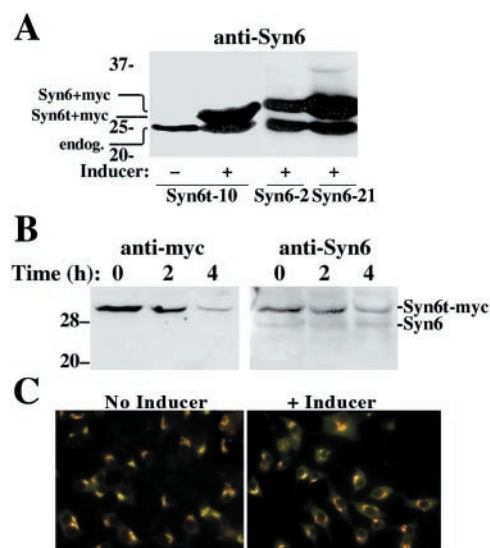 A
anti-Syn6
37-
Syn6+myc
Syn6t+myc
25-
endog.
20-
Inducer: – + + +
Syn6t-10 Syn6-2 Syn6-21
B
anti-myc anti-Syn6
Time (h): 0 2 4 0 2 4
-Syn6t-myc
28–
-Syn6
20–
C
No Inducer + Inducer